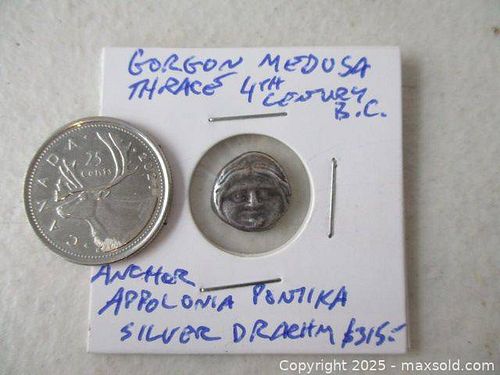 GORGON MEDUSA
THRACE 4TH
CENTURY
B.C.
CANADA
25
cents
ANCHOR
APPOLONIA PONTIKA
SILVER DRACHM $315-
Copyright © 2025 - maxsold.com